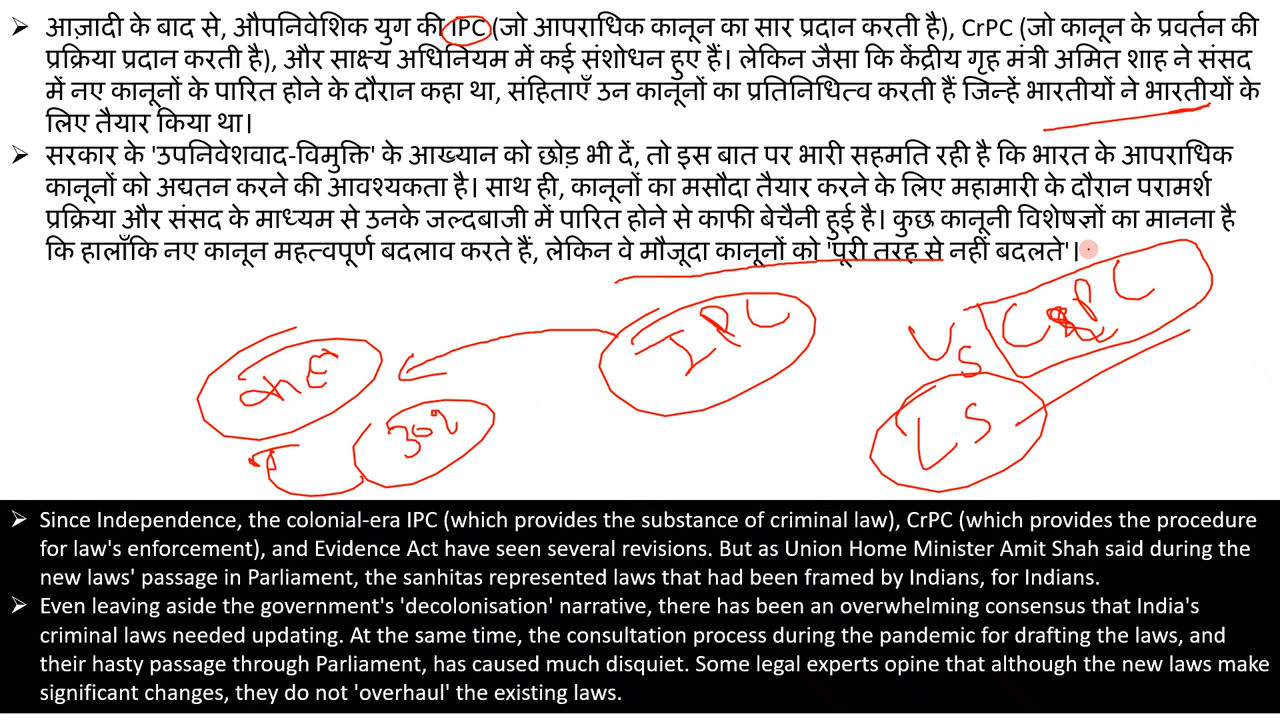 ➢ आज़ादी के बाद से, औपनिवेशिक युग की IPC (जो आपराधिक कानून का सार प्रदान करती है), CrPC (जो कानून के प्रवर्तन की
प्रक्रिया प्रदान करती है), और साक्ष्य अधिनियम में कई संशोधन हुए हैं। लेकिन जैसा कि केंद्रीय गृह मंत्री अमित शाह ने संसद
में नए कानूनों के पारित होने के दौरान कहा था, संहिताएँ उन कानूनों का प्रतिनिधित्व करती हैं जिन्हें भारतीयों ने भारतीयों के
लिए तैयार किया था।
➢ सरकार के 'उपनिवेशवाद-विमुक्ति' के आख्यान को छोड़ भी दें, तो इस बात पर भारी सहमति रही है कि भारत के आपराधिक
कानूनों को अद्यतन करने की आवश्यकता है। साथ ही, कानूनों का मसौदा तैयार करने के लिए महामारी के दौरान परामर्श
प्रक्रिया और संसद के माध्यम से उनके जल्दबाजी में पारित होने से काफी बेचैनी हुई है। कुछ कानूनी विशेषज्ञों का मानना है
कि हालाँकि नए कानून महत्वपूर्ण बदलाव करते हैं, लेकिन वे मौजूदा कानूनों को 'पूरी तरह से नहीं बदलते'।
IPC
VS
LS
302
➢ Since Independence, the colonial-era IPC (which provides the substance of criminal law), CrPC (which provides the procedure
for law's enforcement), and Evidence Act have seen several revisions. But as Union Home Minister Amit Shah said during the
new laws' passage in Parliament, the sanhitas represented laws that had been framed by Indians, for Indians.
➢ Even leaving aside the government's 'decolonisation' narrative, there has been an overwhelming consensus that India's
criminal laws needed updating. At the same time, the consultation process during the pandemic for drafting the laws, and
their hasty passage through Parliament, has caused much disquiet. Some legal experts opine that although the new laws make
significant changes, they do not 'overhaul' the existing laws.